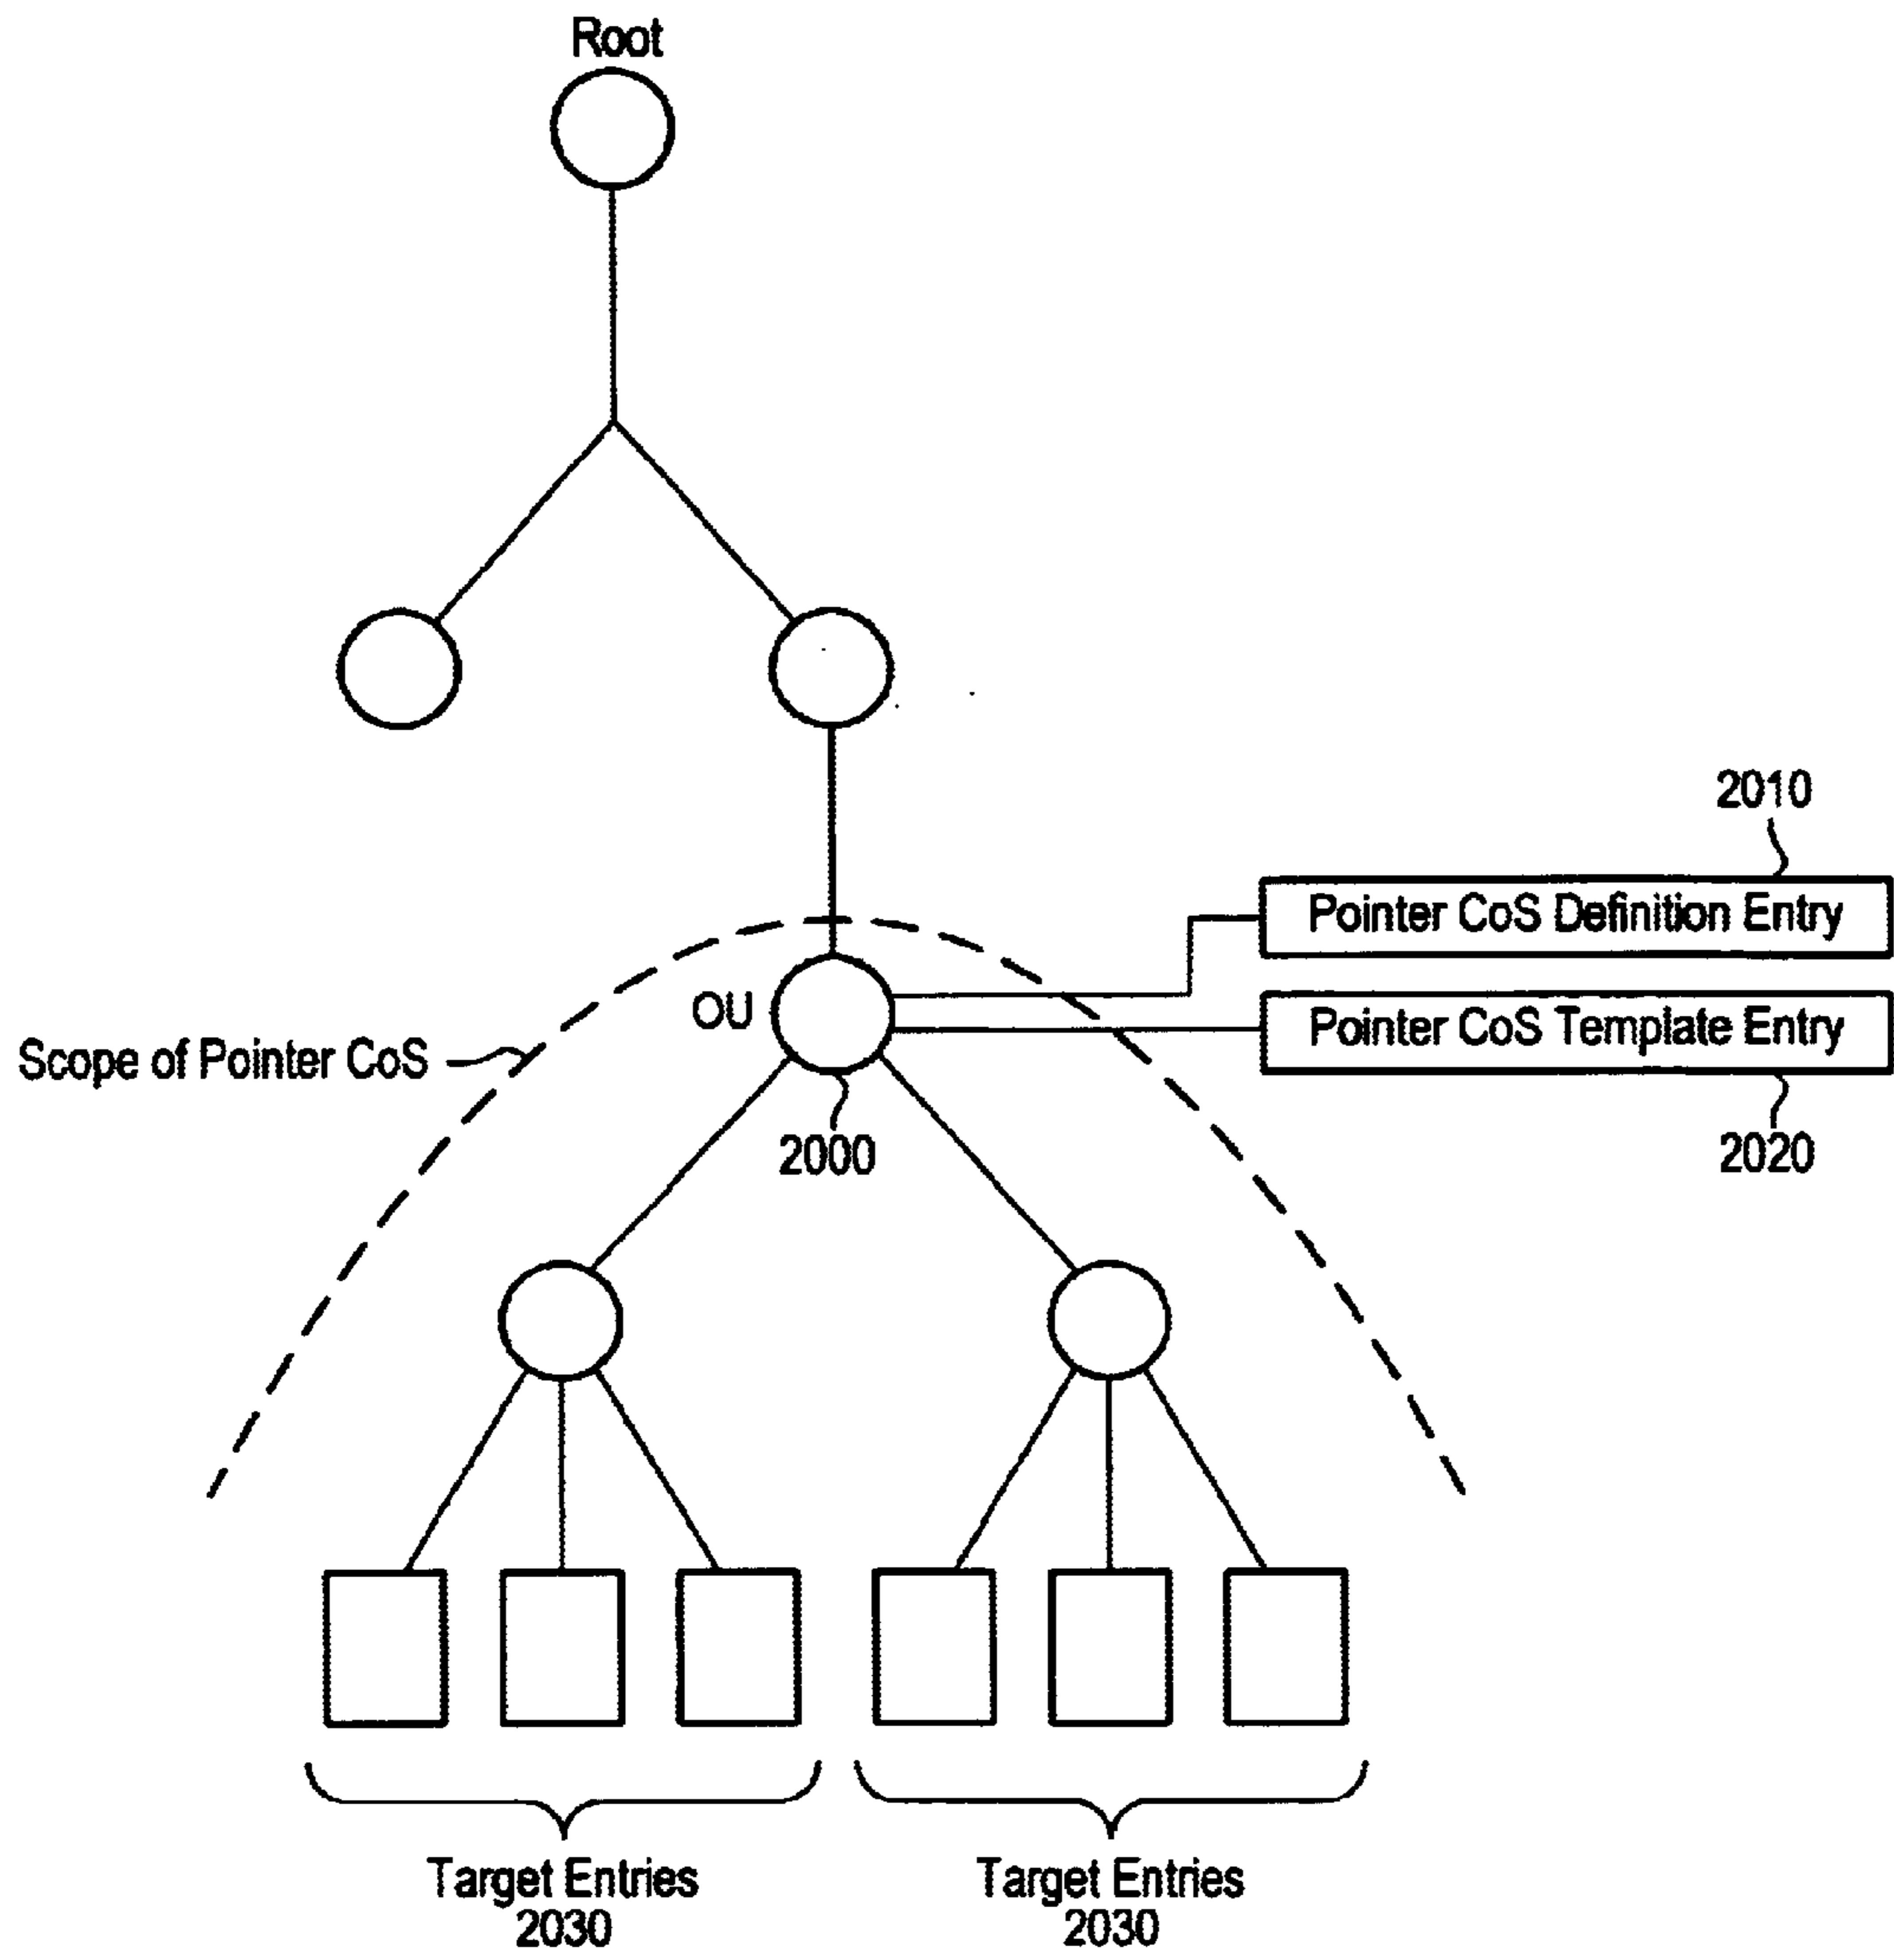 Root
2010
Pointer CoS Definition Entry
OU
Pointer CoS Template Entry
Scope of Pointer CoS
2000
2020
Target Entries
2030
Target Entries
2030